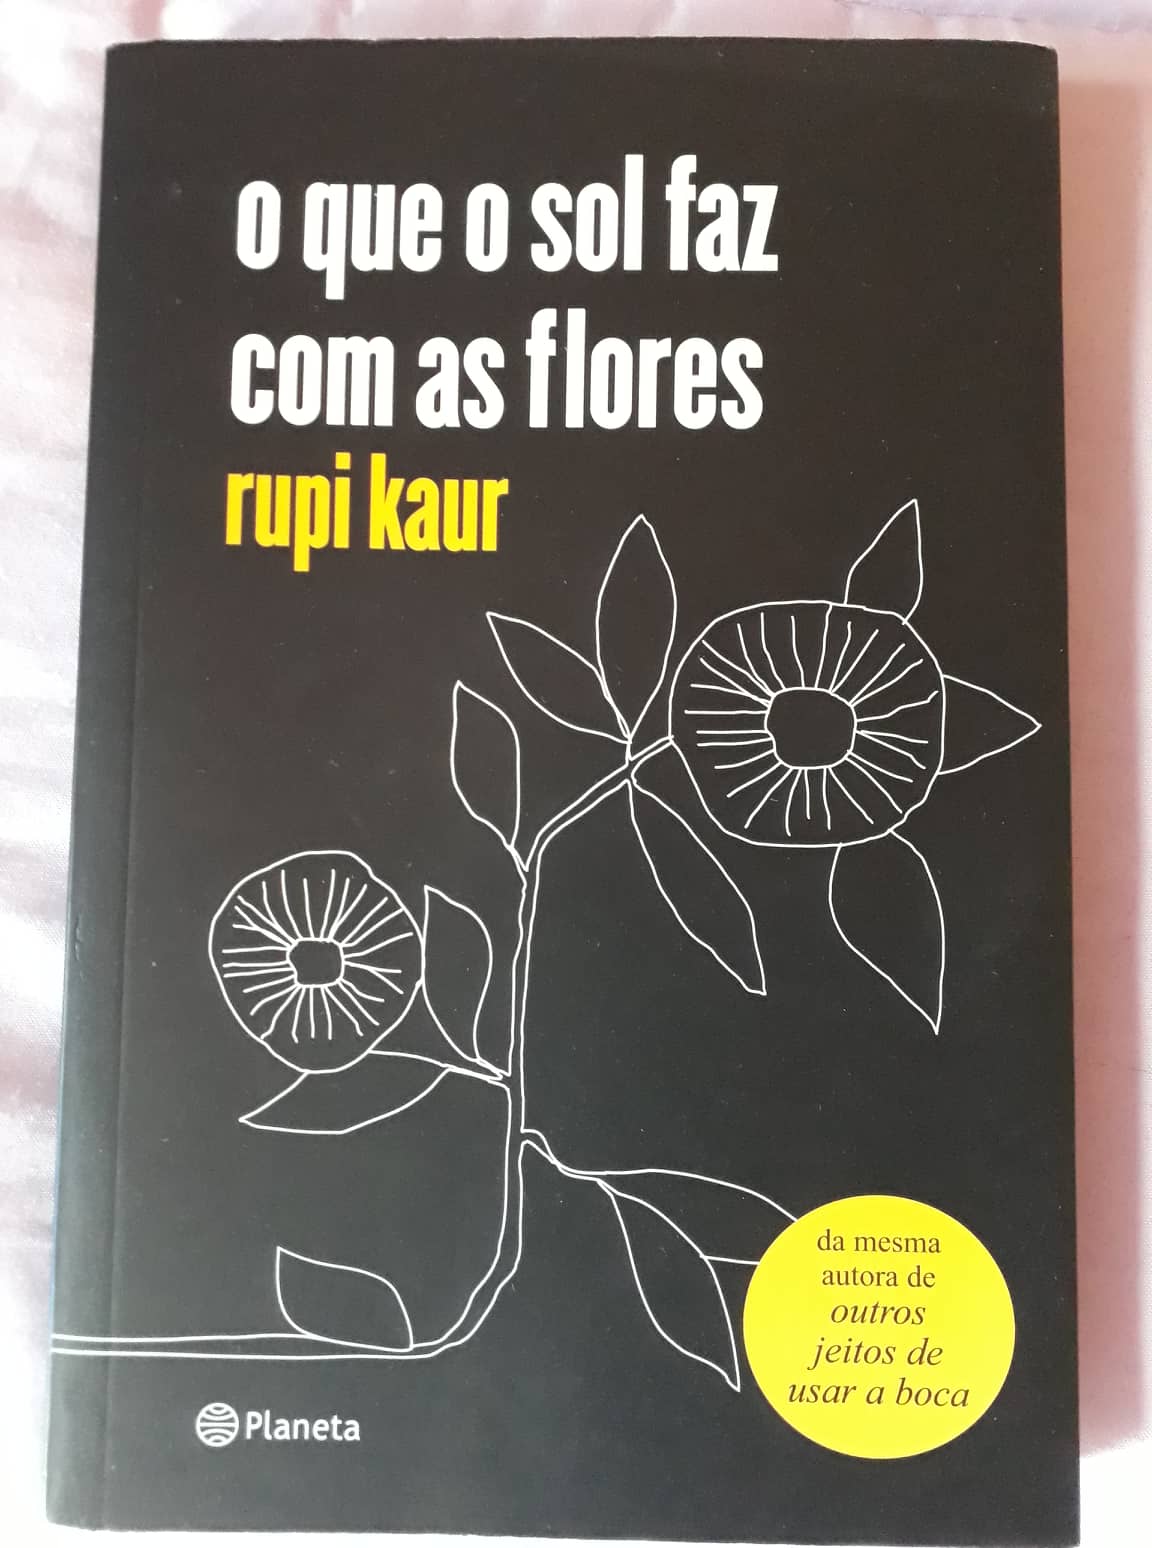 o que o sol faz
com as flores
rupi kaur
da mesma
autora de
outros
jeitos de
usar a boca
Planeta